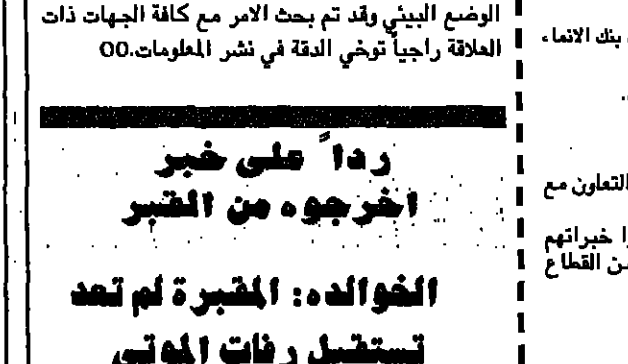 الوضع البيئي وقد تم بحث الامر مع كافة الجهات ذات
العلاقة راجياً توخي الدقة في نشر المعلومات.00
رداً على خبر
اخرجوه من القبر
الخوالده: المقبرة لم تعد
تستقبل رفات الموتى
بنك الانماء،
التعاون مع
خبراتهم
القطاع